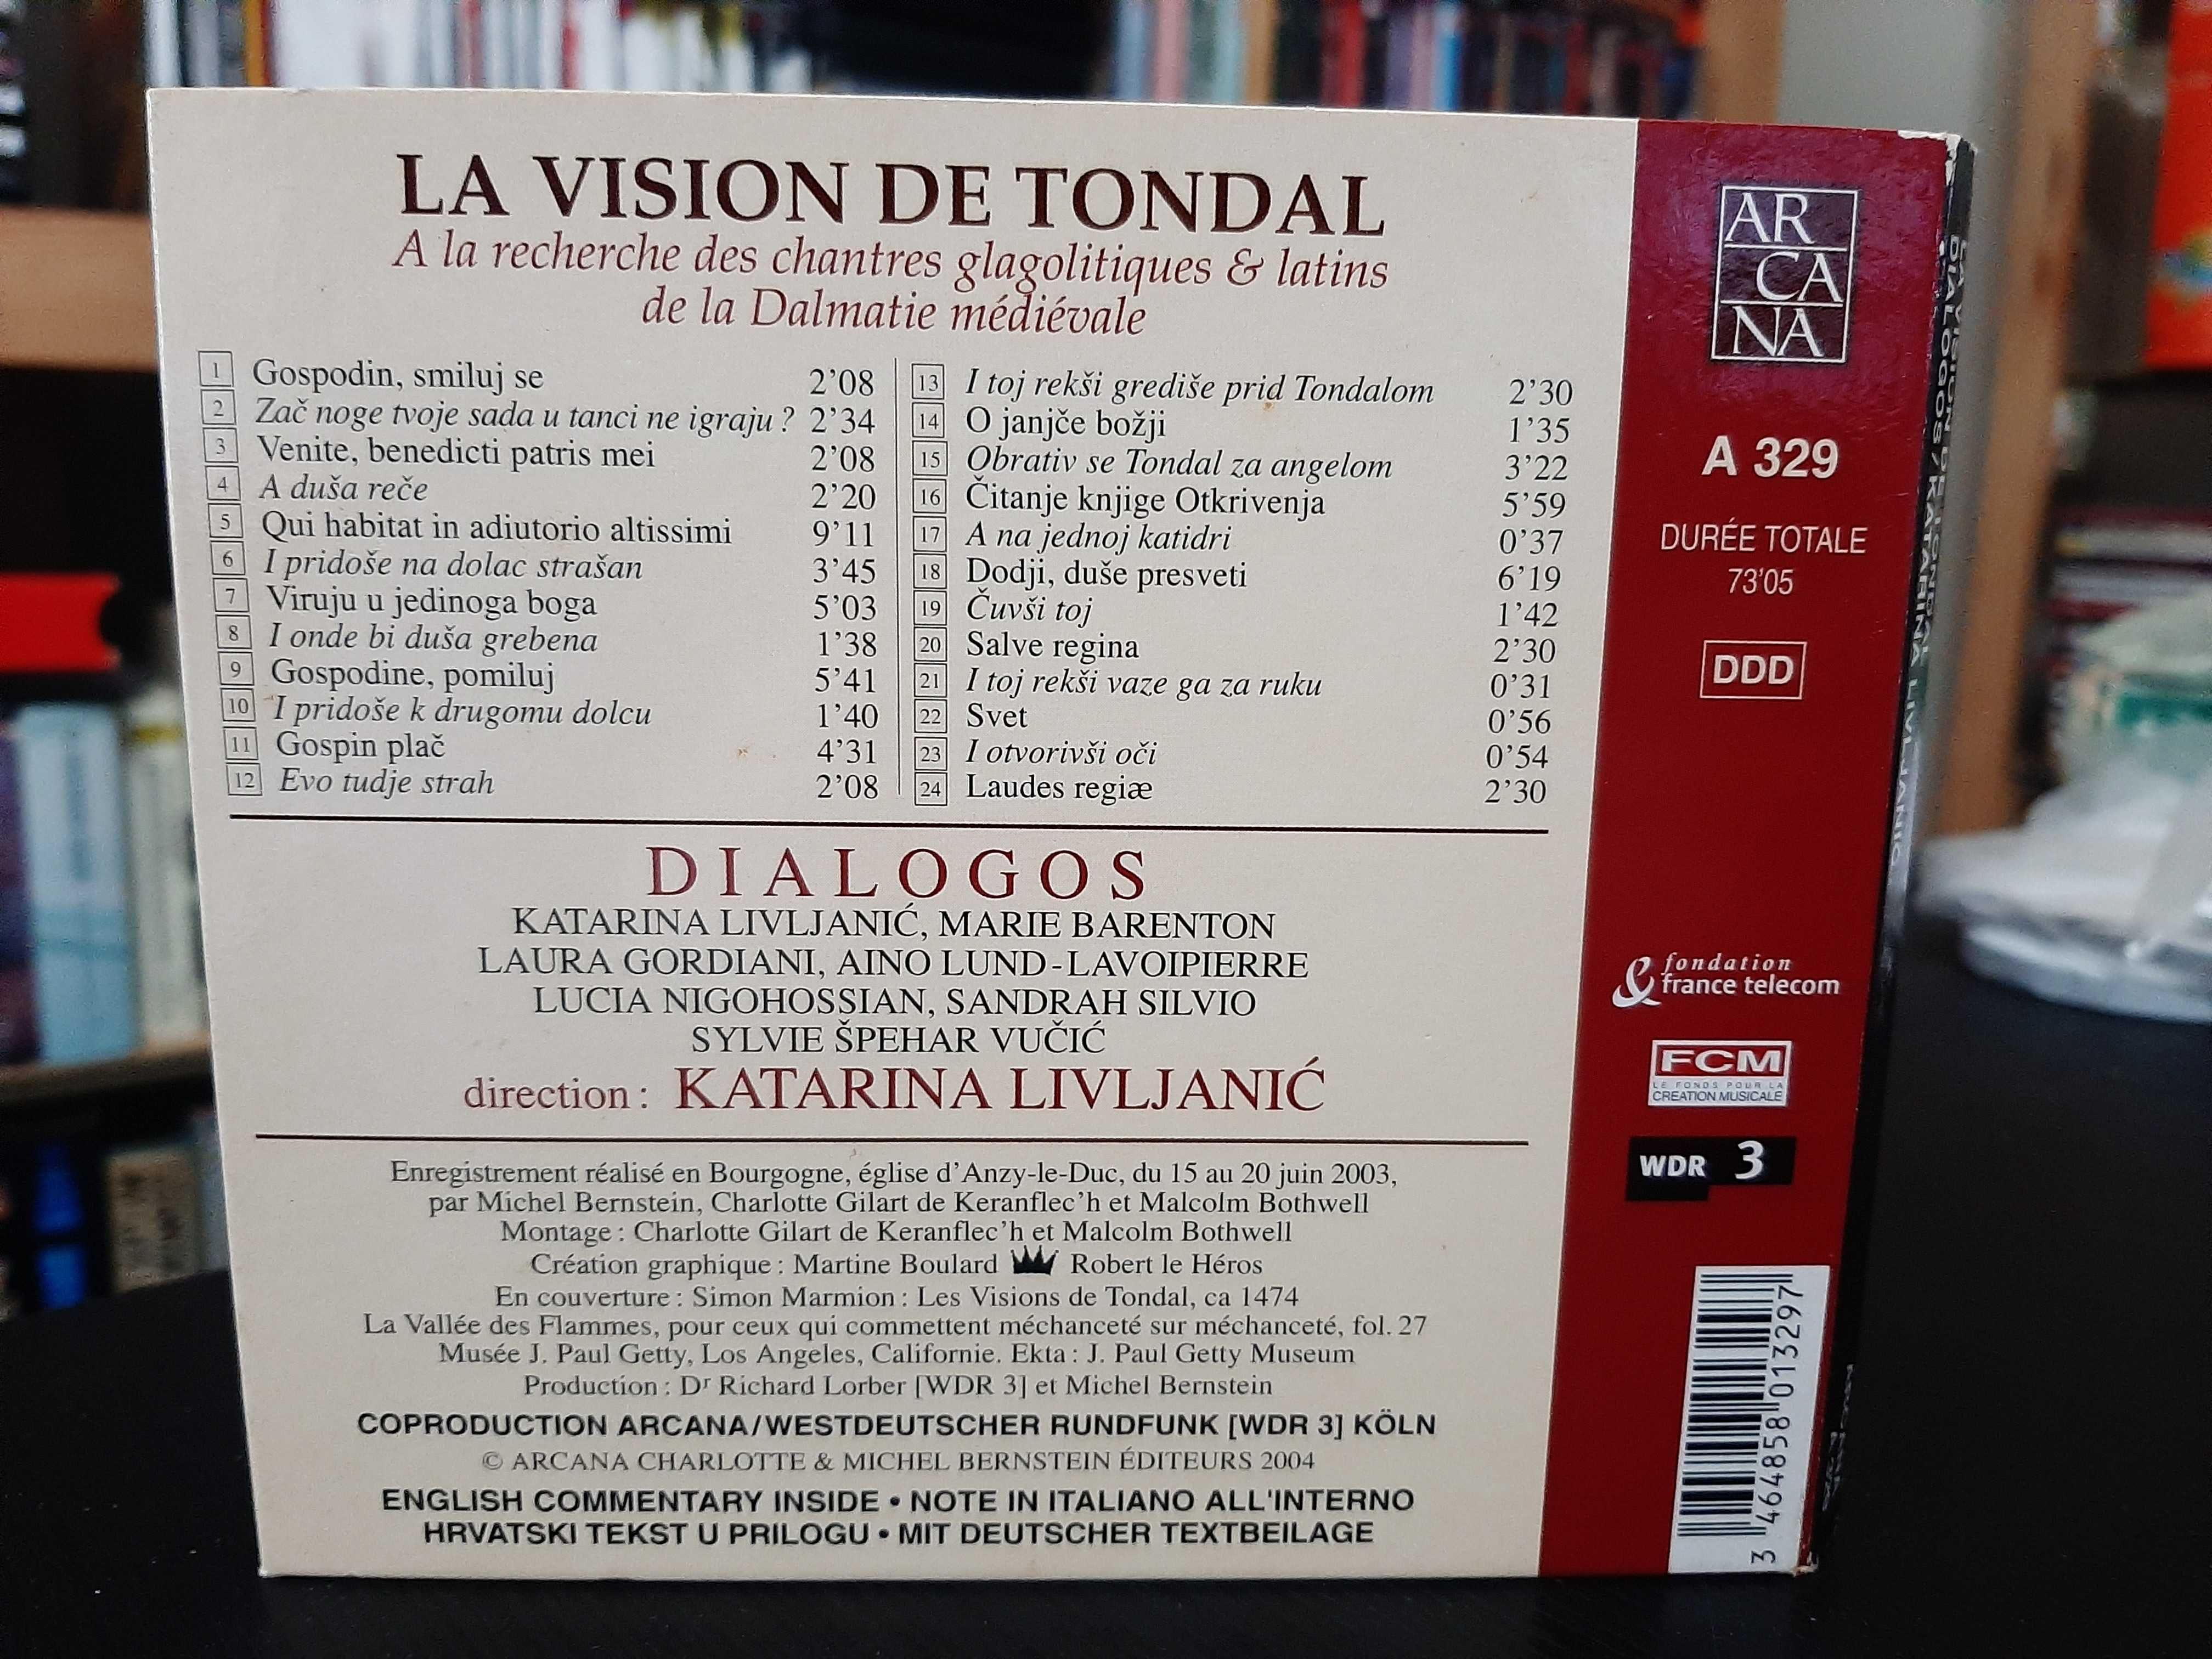 LA VISION DE TONDAL
A la recherche des chantres glagolitiques & latins
de la Dalmatie médiévale
1 Gospodin, smiluj se 2’08
2 Zač noge tvoje sada u tanci ne igraju ? 2’34
3 Venite, benedicti patris mei 2’08
4 A duša reče 2’20
5 Qui habitat in adiutorio altissimi 9’11
6 I pridoše na dolac strašan 3’45
7 Viruju u jedinoga boga 5’03
8 I onde bi duša grebena 1’38
9 Gospodine, pomiluj 5’41
10 I pridoše k drugomu dolcu 1’40
11 Gospin plač 4’31
12 Evo tudje strah 2’08
13 I toj rekši grediše prid Tondalom 2’30
14 O janjče božji 1’35
15 Obrativ se Tondal za angelom 3’22
16 Čitanje knjige Otkrivenja 5’59
17 A na jednoj katidri 0’37
18 Dodji, duše presveti 6’19
19 Čuvši toj 1’42
20 Salve regina 2’30
21 I toj rekši vaze ga za ruku 0’31
22 Svet 0’56
23 I otvorivši oči 0’54
24 Laudes regiæ 2’30
DIALOGOS
KATARINA LIVLJANIĆ, MARIE BARENTON
LAURA GORDIANI, AINO LUND-LAVOIPIERRE
LUCIA NIGOHOSSIAN, SANDRAH SILVIO
SYLVIE ŠPEHAR VUČIĆ
direction : KATARINA LIVLJANIĆ
Enregistrement réalisé en Bourgogne, église d’Anzy-le-Duc, du 15 au 20 juin 2003,
par Michel Bernstein, Charlotte Gilart de Keranflec’h et Malcolm Bothwell
Montage : Charlotte Gilart de Keranflec’h et Malcolm Bothwell
Création graphique : Martine Boulard Robert le Héros
En couverture : Simon Marmion : Les Visions de Tondal, ca 1474
La Vallée des Flammes, pour ceux qui commettent méchanceté sur méchanceté, fol. 27
Musée J. Paul Getty, Los Angeles, Californie. Ekta : J. Paul Getty Museum
Production : Dr Richard Lorber [WDR 3] et Michel Bernstein
COPRODUCTION ARCANA/WESTDEUTSCHER RUNDFUNK [WDR 3] KÖLN
© ARCANA CHARLOTTE & MICHEL BERNSTEIN ÉDITEURS 2004
ENGLISH COMMENTARY INSIDE • NOTE IN ITALIANO ALL'INTERNO
HRVATSKI TEKST U PRILOGU • MIT DEUTSCHER TEXTBEILAGE
AR
CA
NA
A 329
DURÉE TOTALE
73’05
DDD
fondation
france telecom
FCM
LE FONDS POUR LA
CREATION MUSICALE
WDR 3
3 464858 013297
LA VISION DE TONDAL
DIALOGOS / KATARINA LIVLJANIĆ